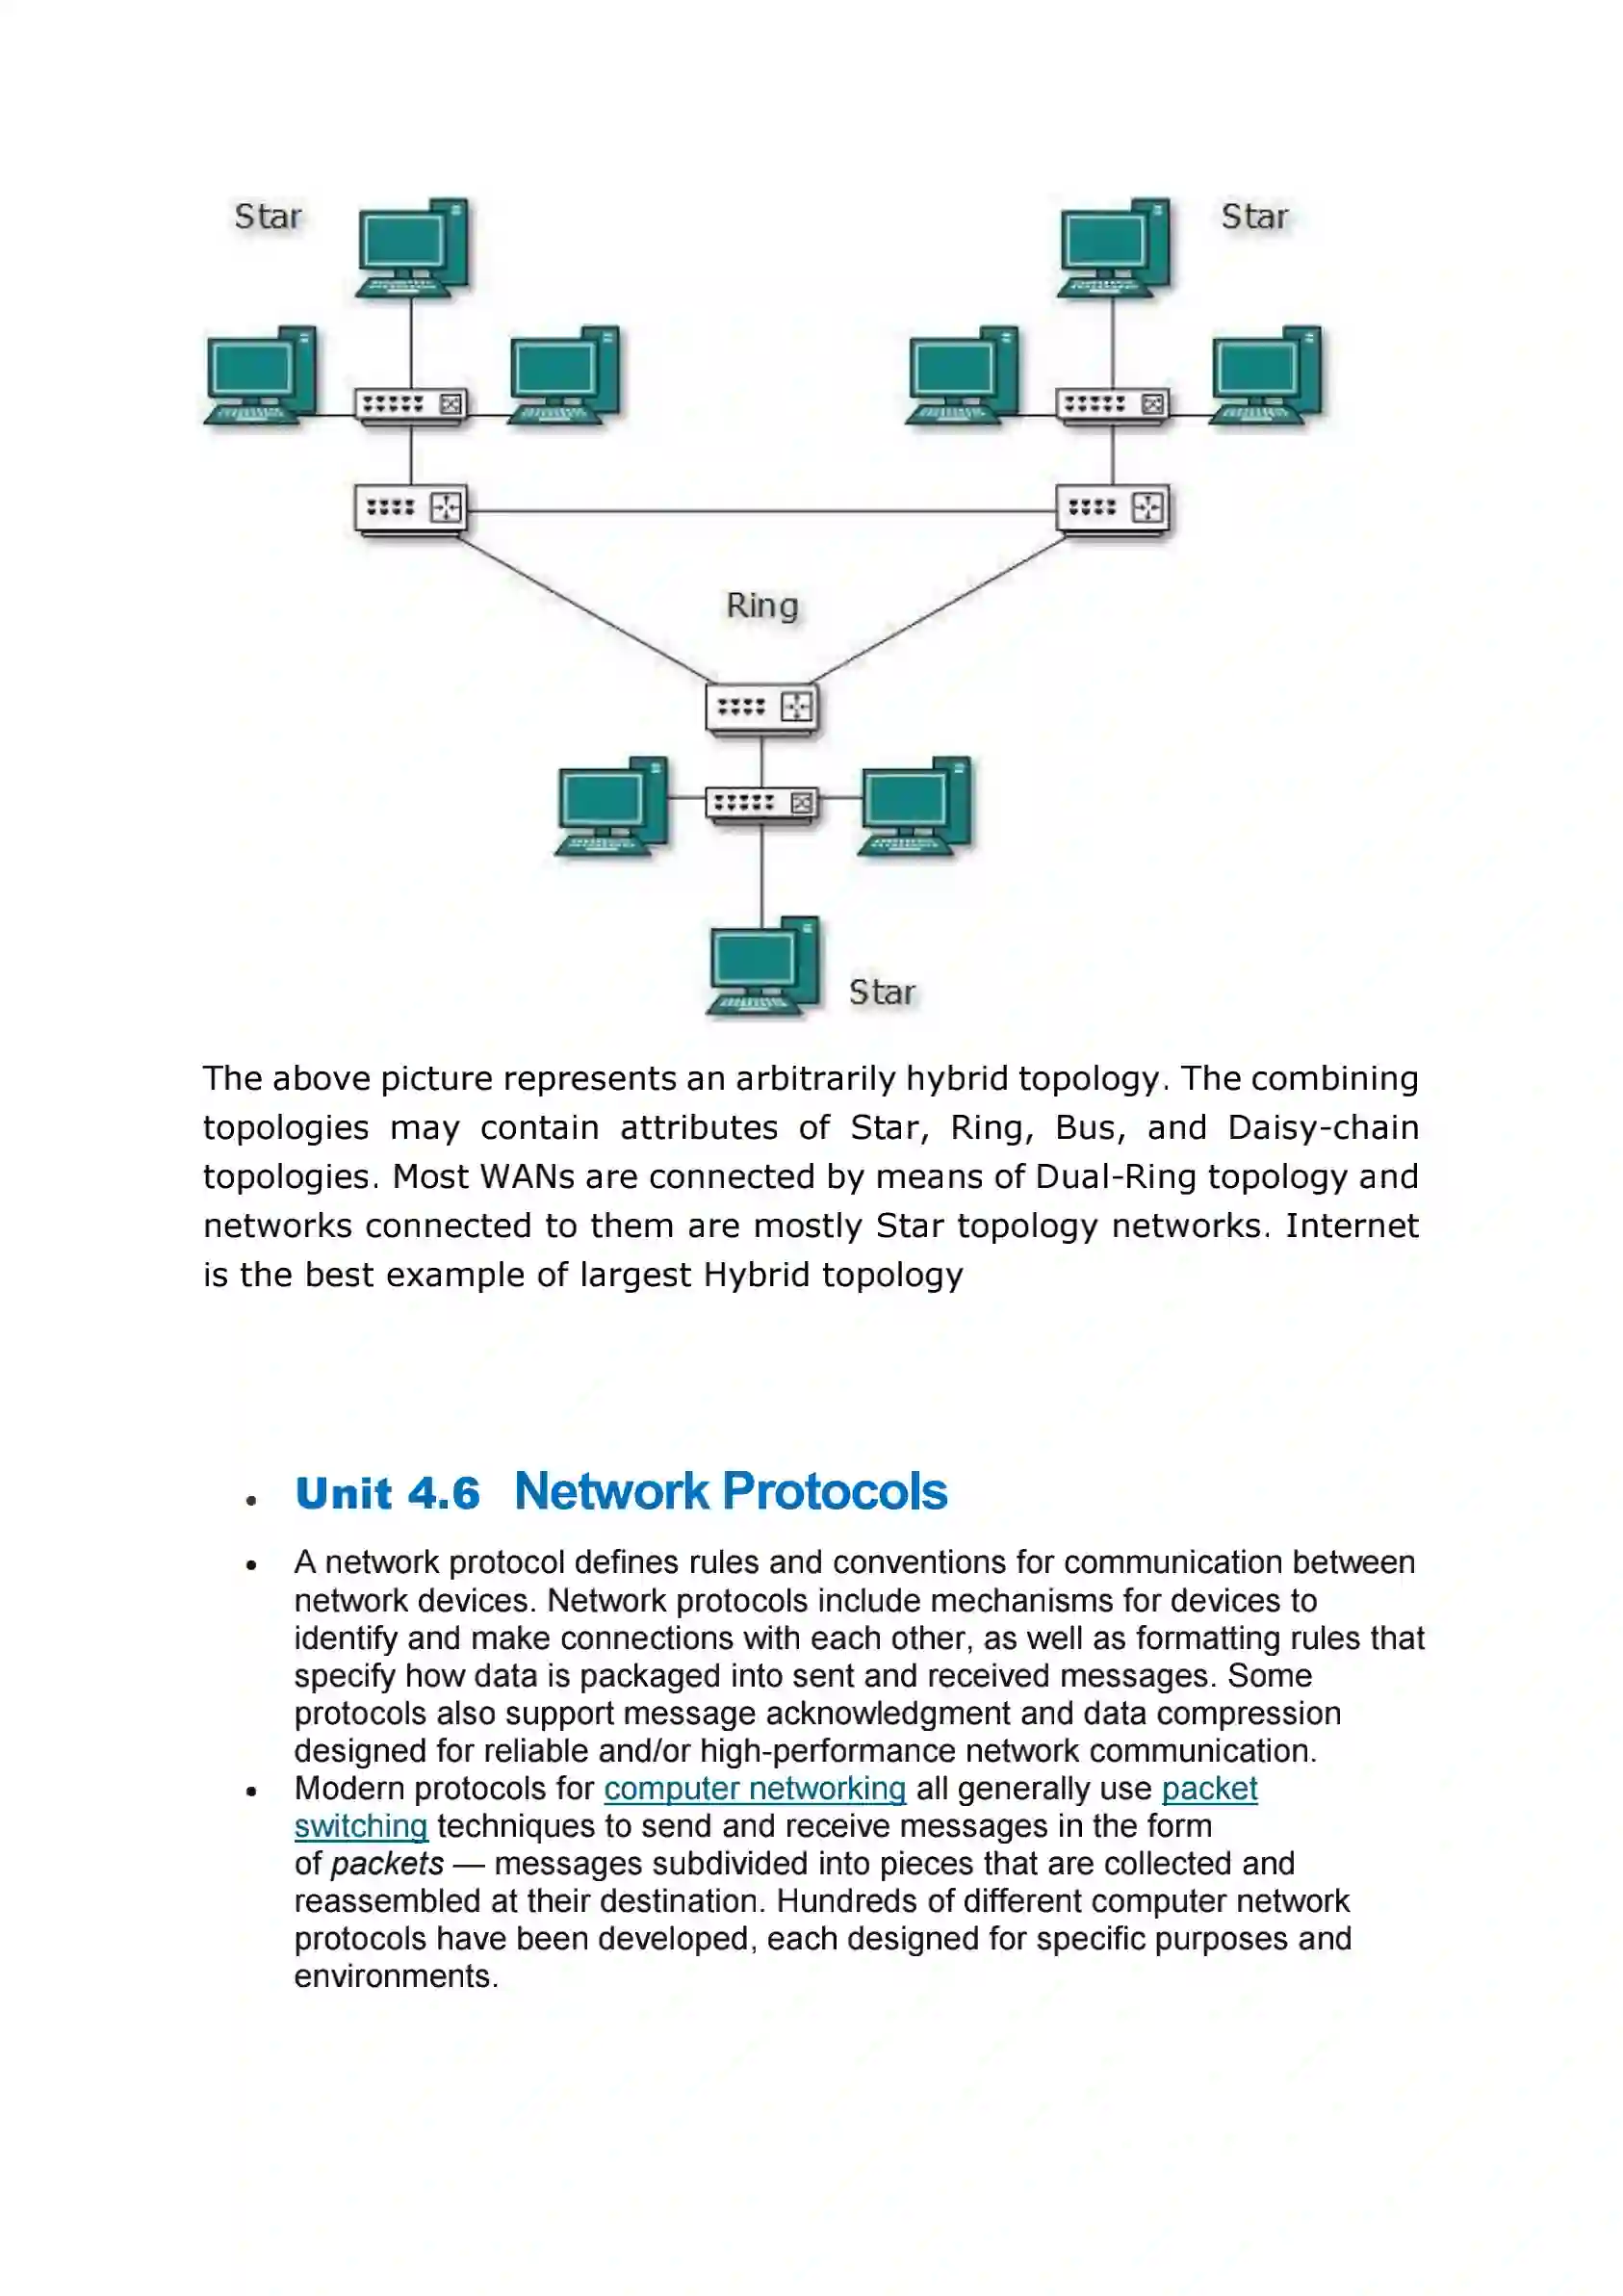 Star
Star
Ring
Star
The above picture represents an arbitrarily hybrid topology. The combining
topologies may contain attributes of Star, Ring, Bus, and Daisy-chain
topologies. Most WANs are connected by means of Dual-Ring topology and
networks connected to them are mostly Star topology networks. Internet
is the best example of largest Hybrid topology
• Unit 4.6 Network Protocols
• A network protocol defines rules and conventions for communication between
network devices. Network protocols include mechanisms for devices to
identify and make connections with each other, as well as formatting rules that
specify how data is packaged into sent and received messages. Some
protocols also support message acknowledgment and data compression
designed for reliable and/or high-performance network communication.
• Modern protocols for computer networking all generally use packet
switching techniques to send and receive messages in the form
of packets — messages subdivided into pieces that are collected and
reassembled at their destination. Hundreds of different computer network
protocols have been developed, each designed for specific purposes and
environments.